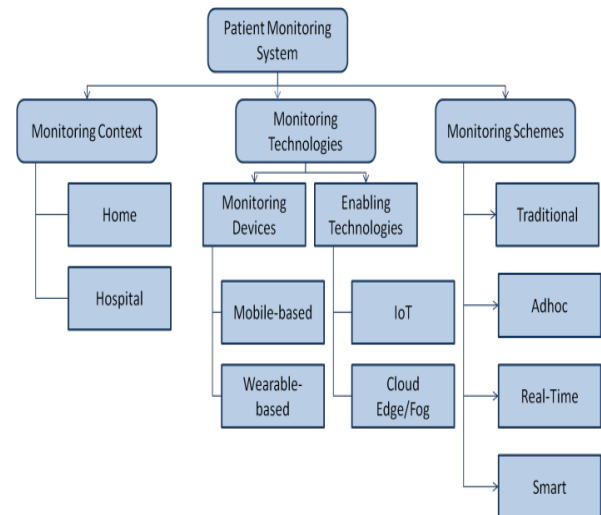 Patient Monitoring
System
Monitoring Context
Monitoring
Technologies
Monitoring Schemes
Home
Hospital
Monitoring
Devices
Enabling
Technologies
Mobile-based
Wearable-
based
IoT
Cloud
Edge/Fog
Traditional
Adhoc
Real-Time
Smart